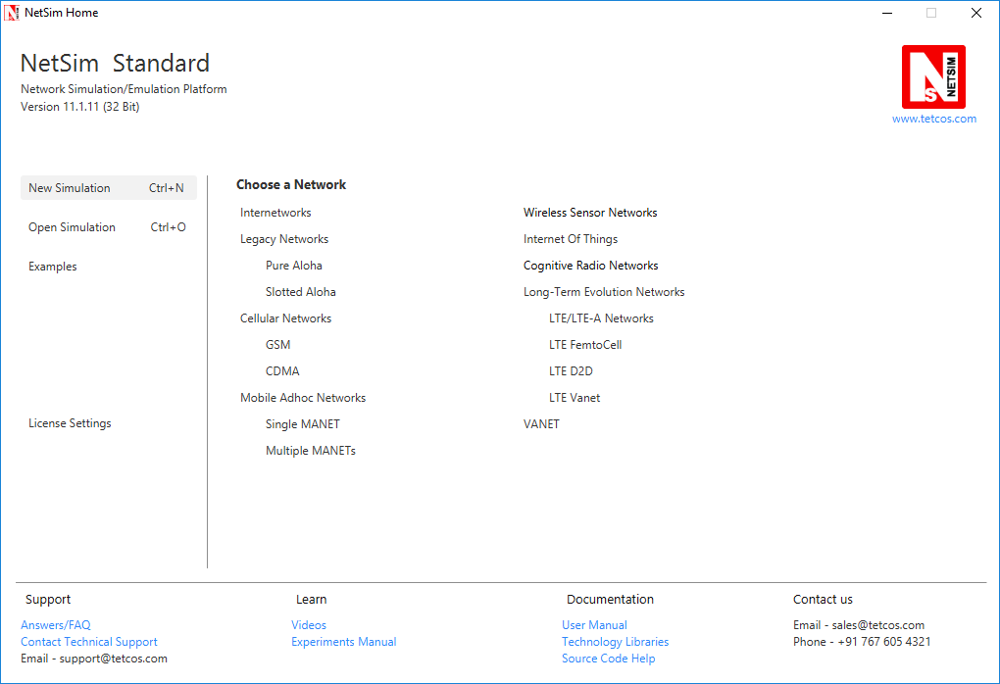 NetSim Home
NetSim Standard
Network Simulation/Emulation Platform
Version 11.1.11 (32 Bit)
NETSIM
NS
www.tetcos.com
New Simulation Ctrl+N
Open Simulation Ctrl+O
Examples
License Settings
Choose a Network
Internetworks
Legacy Networks
Pure Aloha
Slotted Aloha
Cellular Networks
GSM
CDMA
Mobile Adhoc Networks
Single MANET
Multiple MANETs
Wireless Sensor Networks
Internet Of Things
Cognitive Radio Networks
Long-Term Evolution Networks
LTE/LTE-A Networks
LTE FemtoCell
LTE D2D
LTE Vanet
VANET
Support
Answers/FAQ
Contact Technical Support
Email - support@tetcos.com
Learn
Videos
Experiments Manual
Documentation
User Manual
Technology Libraries
Source Code Help
Contact us
Email - sales@tetcos.com
Phone - +91 767 605 4321